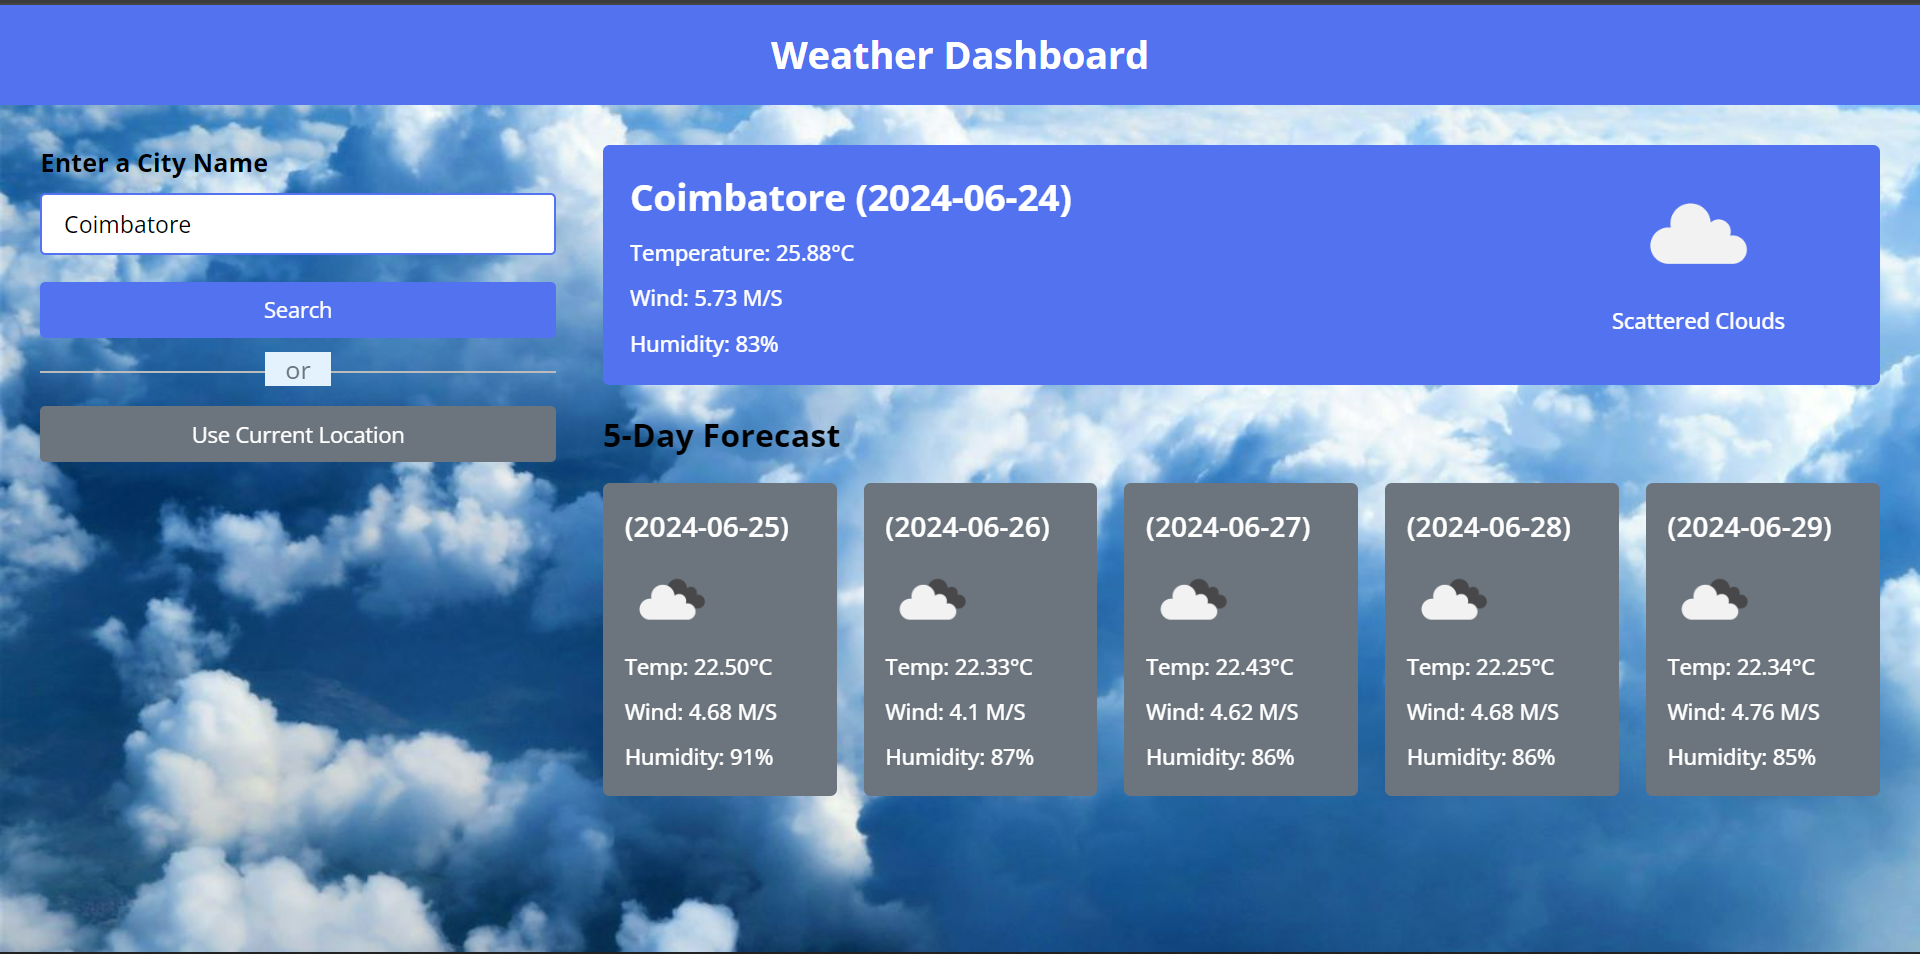 Weather Dashboard
Enter a City Name
Coimbatore
Search
or
Use Current Location
Coimbatore (2024-06-24)
Temperature: 25.88°C
Wind: 5.73 M/S
Humidity: 83%
Scattered Clouds
5-Day Forecast
(2024-06-25)
Temp: 22.50°C
Wind: 4.68 M/S
Humidity: 91%
(2024-06-26)
Temp: 22.33°C
Wind: 4.1 M/S
Humidity: 87%
(2024-06-27)
Temp: 22.43°C
Wind: 4.62 M/S
Humidity: 86%
(2024-06-28)
Temp: 22.25°C
Wind: 4.68 M/S
Humidity: 86%
(2024-06-29)
Temp: 22.34°C
Wind: 4.76 M/S
Humidity: 85%